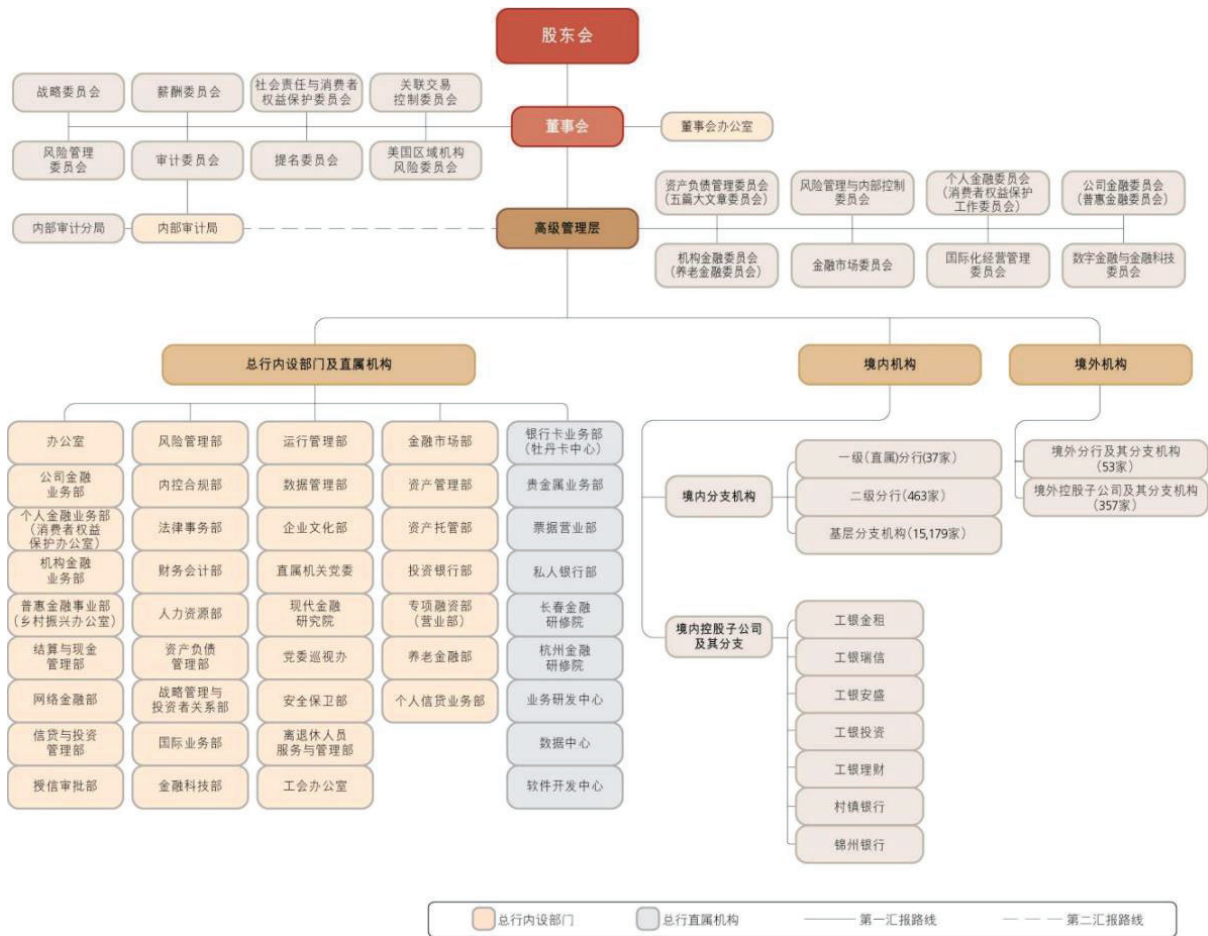 股东会
战略委员会
薪酬委员会
社会责任与消费者
权益保护委员会
关联交易
控制委员会
董事会
董事会办公室
风险管理
委员会
审计委员会
提名委员会
美国区域机构
风险委员会
资产负债管理委员会
(五篇大文章委员会)
风险管理与内部控制
委员会
个人金融委员会
(消费者权益保护
工作委员会)
公司金融委员会
(普惠金融委员会)
内部审计分局
内部审计局
高级管理层
机构金融委员会
(养老金融委员会)
金融市场委员会
国际化经营管理
委员会
数字金融与金融科技
委员会
总行内设部门及直属机构
境内机构
境外机构
办公室
公司金融
业务部
个人金融业务部
(消费者权益
保护办公室)
机构金融
业务部
普惠金融事业部
(乡村振兴办公室)
结算与现金
管理部
网络金融部
信贷与投资
管理部
授信审批部
风险管理部
内控合规部
法律事务部
财务会计部
人力资源部
资产负债
管理部
战略管理与
投资者关系部
国际业务部
金融科技部
运行管理部
数据管理部
企业文化部
直属机关党委
现代金融
研究院
党委巡视办
安全保卫部
离退休人员
服务与管理部
工会办公室
金融市场部
资产管理部
资产托管部
投资银行部
专项融资部
(营业部)
养老金融部
个人信贷业务部
银行卡业务部
(牡丹卡中心)
贵金属业务部
票据营业部
私人银行部
长春金融
研修院
杭州金融
研修院
业务研发中心
数据中心
软件开发中心
境内分支机构
一级(直属)分行(37家)
二级分行(463家)
基层分支机构(15,179家)
境内控股子公司
及其分支
工银金租
工银瑞信
工银安盛
工银投资
工银理财
村镇银行
锦州银行
境外分行及其分支机构
(53家)
境外控股子公司及其分支机构
(357家)
总行内设部门
总行直属机构
第一汇报路线
第二汇报路线